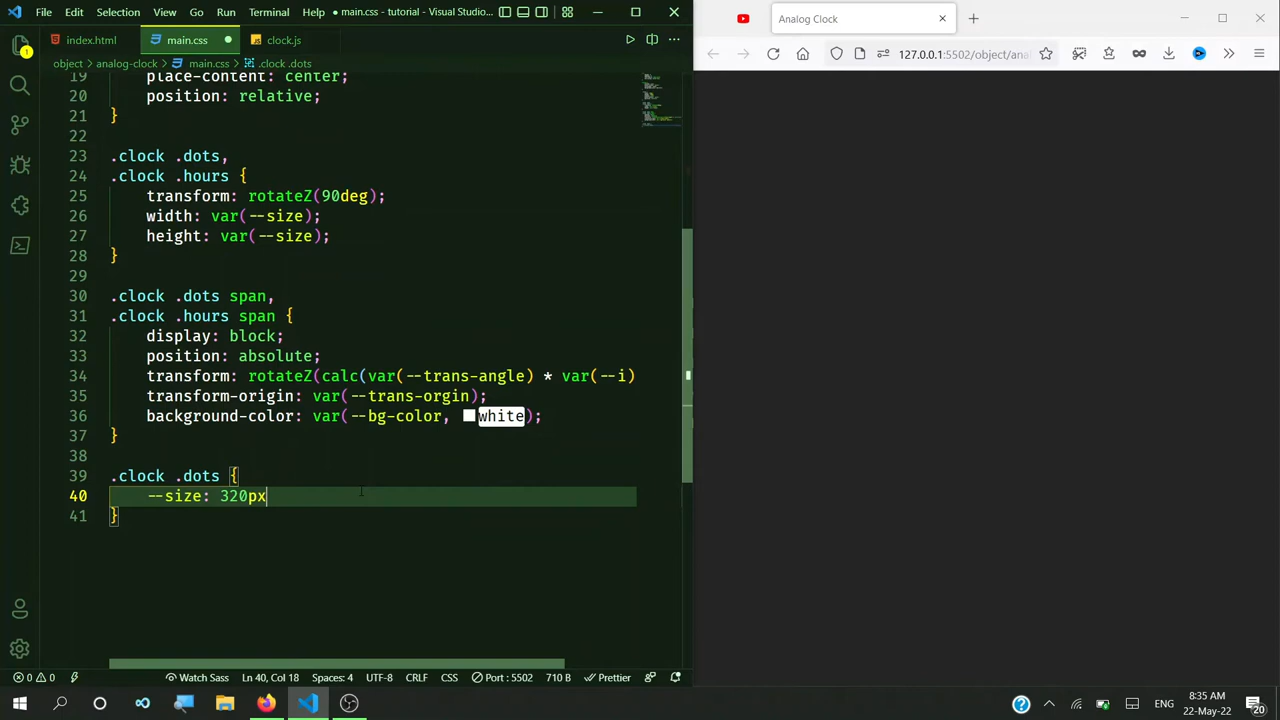 File Edit Selection View Go Run Terminal Help
main.css - tutorial - Visual Studio...
Analog Clock
index.html
main.css
clock.js
127.0.0.1:5502/object/ana
object > analog-clock > main.css > .clock .dots
1
19 place-content: center;
20 position: relative;
21 }
22
23 .clock .dots,
24 .clock .hours {
25 transform: rotateZ(90deg);
26 width: var(--size);
27 height: var(--size);
28 }
29
30 .clock .dots span,
31 .clock .hours span {
32 display: block;
33 position: absolute;
34 transform: rotateZ(calc(var(--trans-angle) * var(--i)
35 transform-origin: var(--trans-orgin);
36 background-color: var(--bg-color, white);
37 }
38
39 .clock .dots {
40 --size: 320px
41 }
0 0 Watch Sass Ln 40, Col 18 Spaces: 4 UTF-8 CRLF CSS Port : 5502 710 B Prettier
ENG
8:35 AM
22-May-22
20